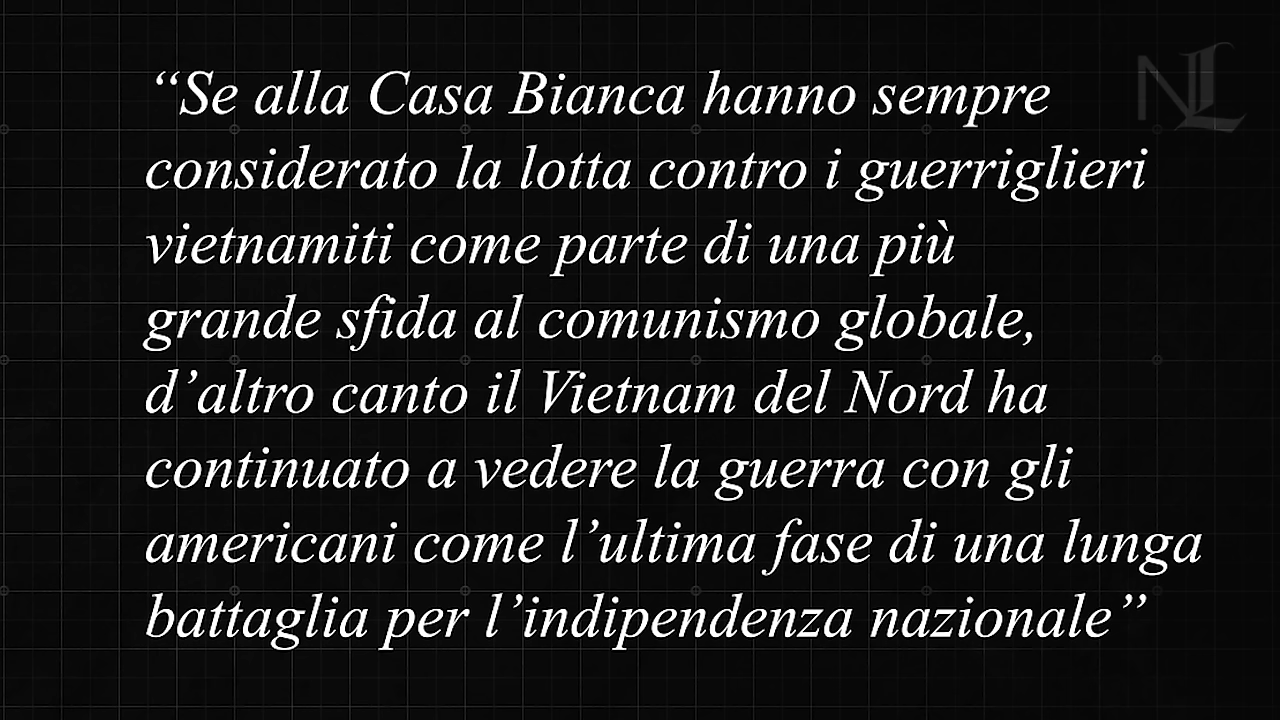 “Se alla Casa Bianca hanno sempre
considerato la lotta contro i guerriglieri
vietnamiti come parte di una più
grande sfida al comunismo globale,
d’altro canto il Vietnam del Nord ha
continuato a vedere la guerra con gli
americani come l’ultima fase di una lunga
battaglia per l’indipendenza nazionale”
NL